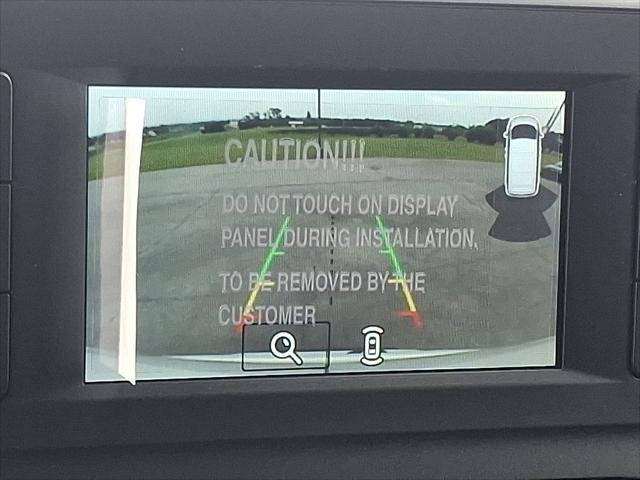 CAUTION!!!
DO NOT TOUCH ON DISPLAY
PANEL DURING INSTALLATION,
TO BE REMOVED BY THE
CUSTOMER